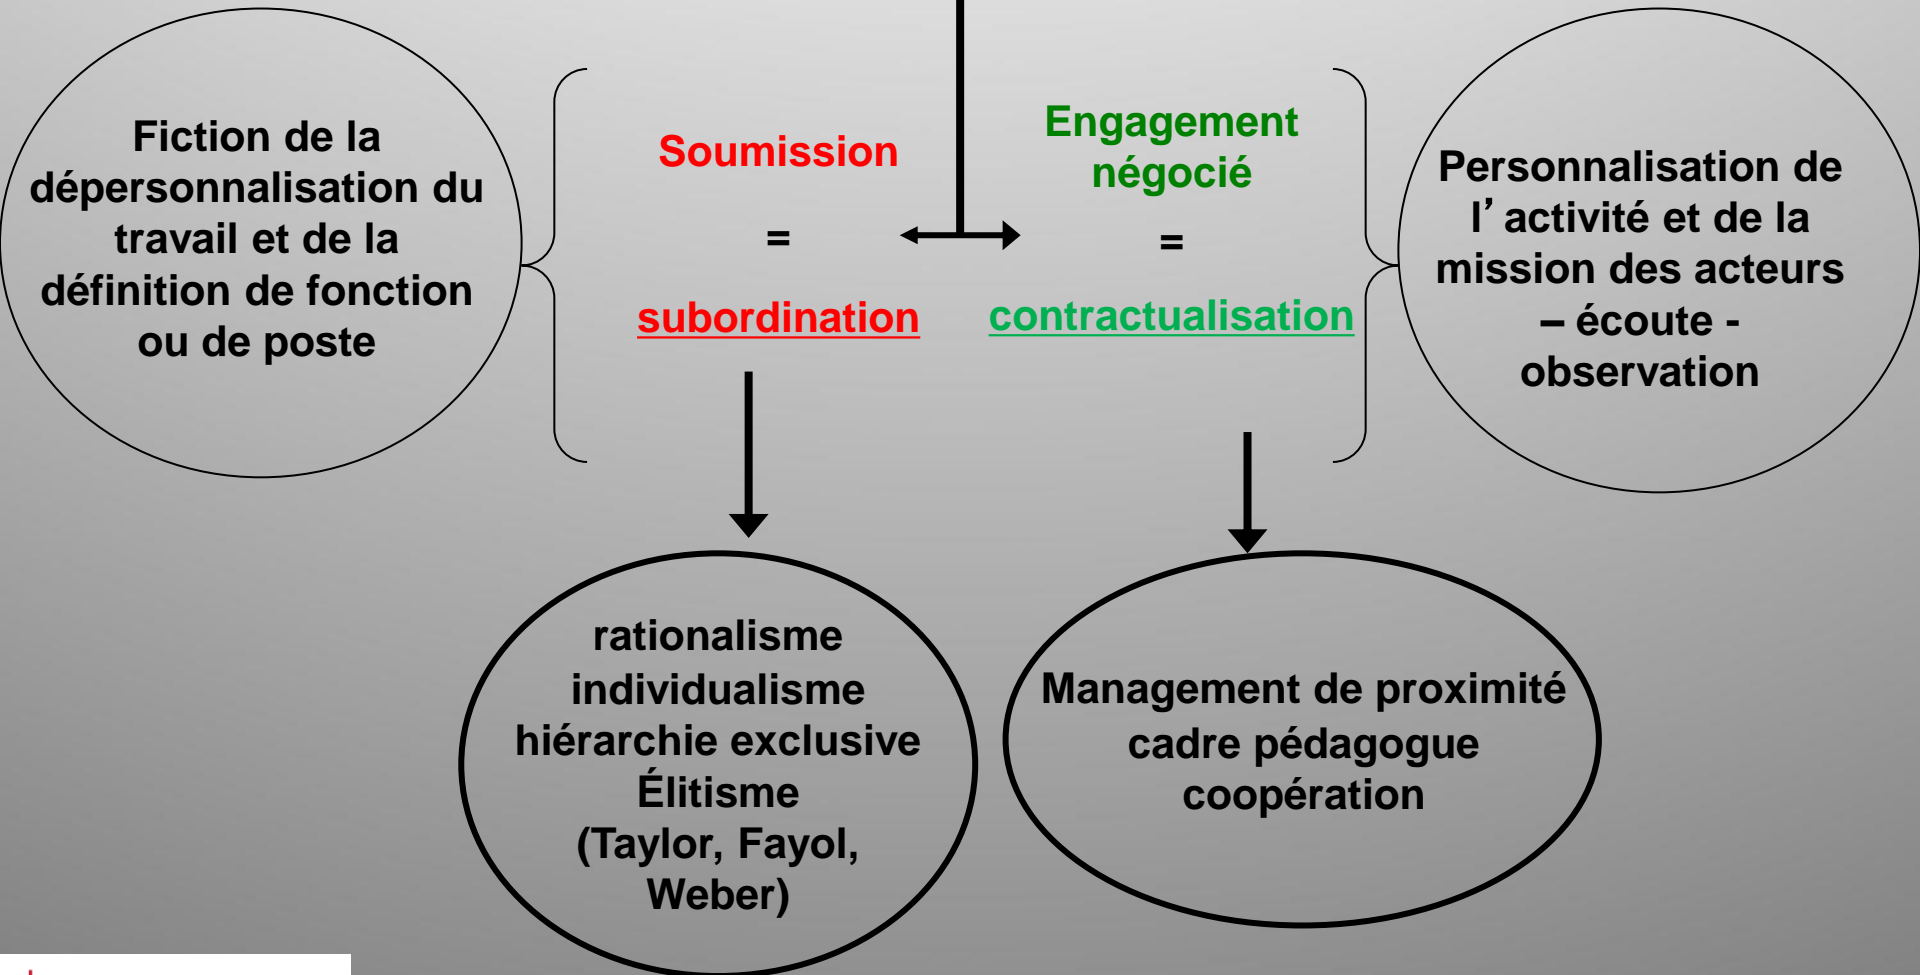 Fiction de la
dépersonnalisation du
travail et de la
définition de fonction
ou de poste
Soumission
=
subordination
Engagement
négocié
=
contractualisation
Personnalisation de
l’ activité et de la
mission des acteurs
– écoute -
observation
rationalisme
individualisme
hiérarchie exclusive
Élitisme
(Taylor, Fayol,
Weber)
Management de proximité
cadre pédagogue
coopération